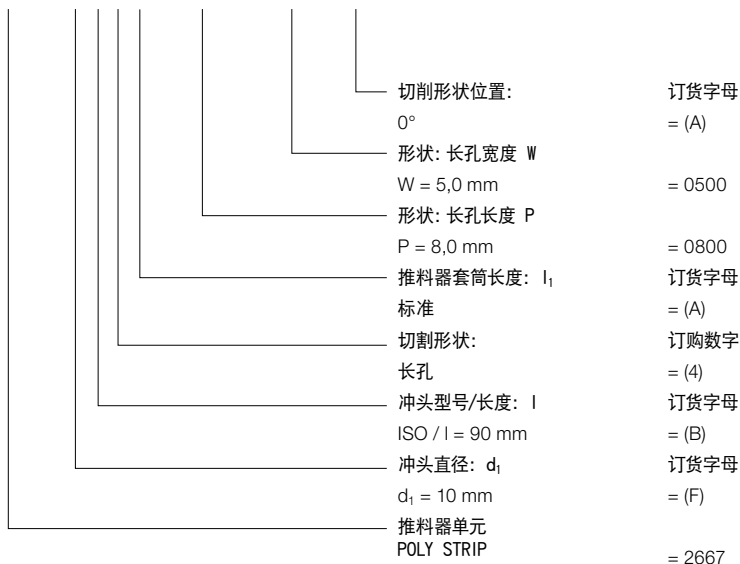 切削形状位置: 订货字母
0° = (A)
形状: 长孔宽度 W
W = 5,0 mm = 0500
形状: 长孔长度 P
P = 8,0 mm = 0800
推料器套筒长度: l₁ 订货字母
标准 = (A)
切割形状: 订购数字
长孔 = (4)
冲头型号/长度: l 订货字母
ISO / l = 90 mm = (B)
冲头直径: d₁ 订货字母
d₁ = 10 mm = (F)
推料器单元
POLY STRIP = 2667